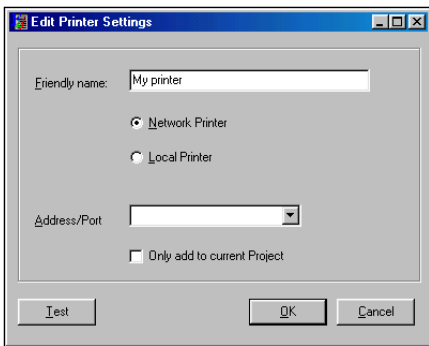 Edit Printer Settings
Friendly name:
My printer
Network Printer
Local Printer
Address/Port
Only add to current Project
Test
OK
Cancel